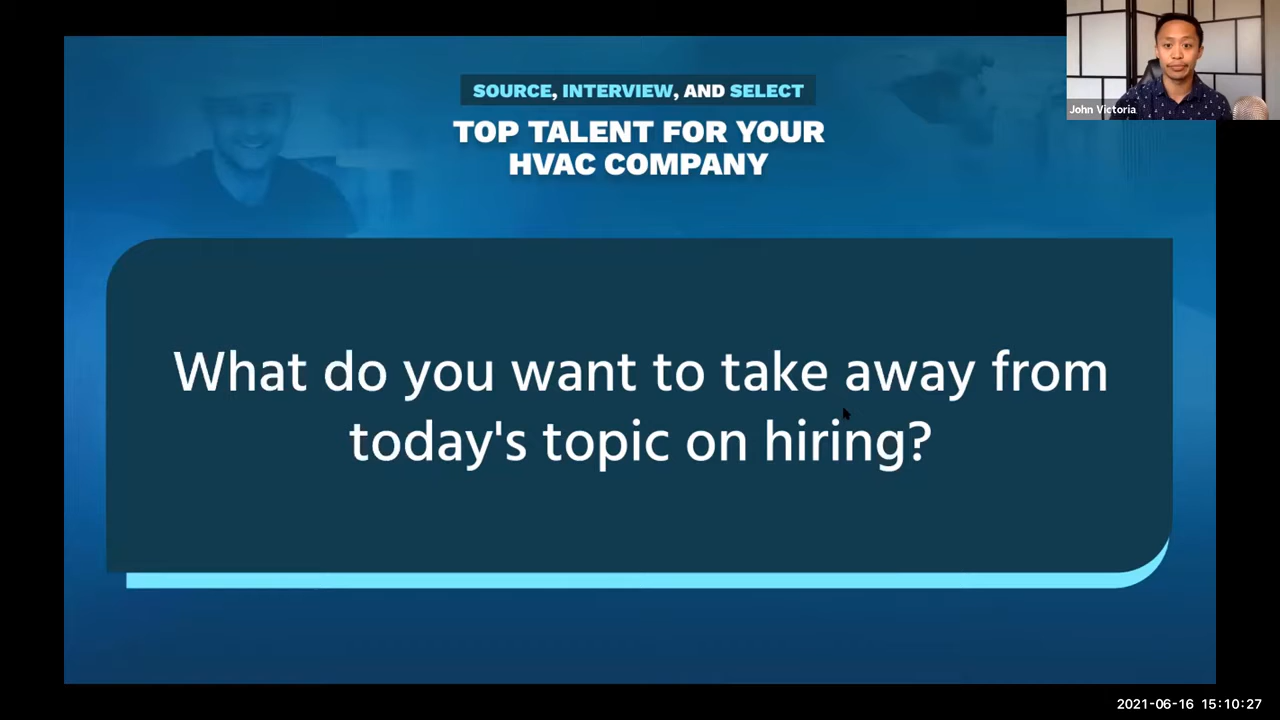 SOURCE, INTERVIEW, AND SELECT
TOP TALENT FOR YOUR
HVAC COMPANY
John Victoria
What do you want to take away from
today's topic on hiring?
2021-06-16 15:10:27